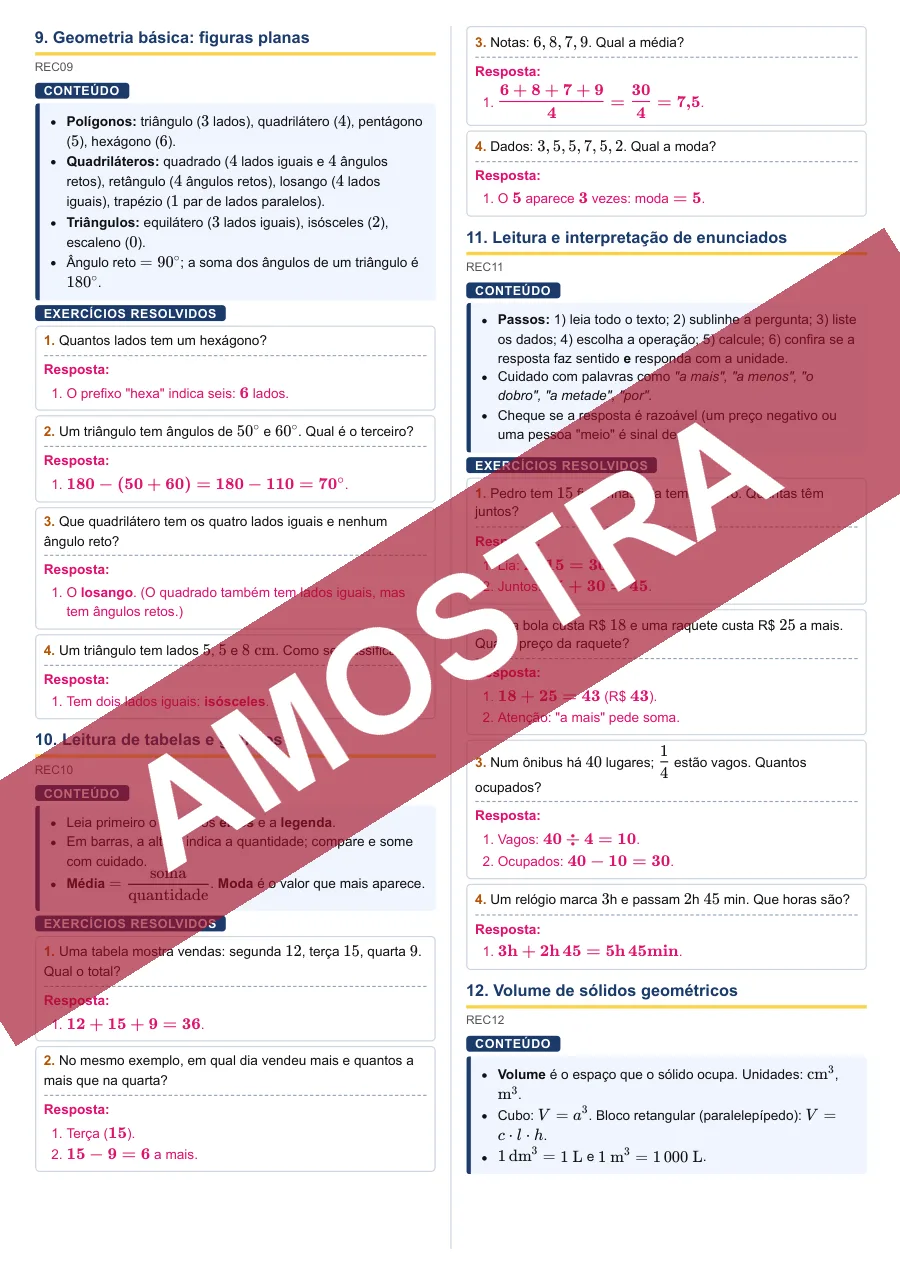 9. Geometria básica: figuras planas
REC09
CONTEÚDO
• Polígonos: triângulo (3 lados), quadrilátero (4), pentágono
(5), hexágono (6).
• Quadriláteros: quadrado (4 lados iguais e 4 ângulos
retos), retângulo (4 ângulos retos), losango (4 lados
iguais), trapézio (1 par de lados paralelos).
• Triângulos: equilátero (3 lados iguais), isósceles (2),
escaleno (0).
• Ângulo reto = 90°; a soma dos ângulos de um triângulo é
180°.
EXERCÍCIOS RESOLVIDOS
1. Quantos lados tem um hexágono?
Resposta:
1. O prefixo "hexa" indica seis: 6 lados.
2. Um triângulo tem ângulos de 50° e 60°. Qual é o terceiro?
Resposta:
1. 180 − (50 + 60) = 180 − 110 = 70°.
3. Que quadrilátero tem os quatro lados iguais e nenhum
ângulo reto?
Resposta:
1. O losango. (O quadrado também tem lados iguais, mas
tem ângulos retos.)
4. Um triângulo tem lados 5, 5 e 8 cm. Como se
Resposta:
1. Tem dois lados iguais: isósceles.
10. Leitura de tabelas e
REC10
CONTEÚDO
• Leia primeiro o e a legenda.
• Em barras, a indica a quantidade; compare e some
com cuidado.
• Média = soma / quantidade. Moda é o valor que mais aparece.
EXERCÍCIOS RESOLVIDOS
1. Uma tabela mostra vendas: segunda 12, terça 15, quarta 9.
Qual o total?
Resposta:
1. 12 + 15 + 9 = 36.
2. No mesmo exemplo, em qual dia vendeu mais e quantos a
mais que na quarta?
Resposta:
1. Terça (15).
2. 15 − 9 = 6 a mais.
3. Notas: 6, 8, 7, 9. Qual a média?
Resposta:
1. (6 + 8 + 7 + 9)/4 = 30/4 = 7,5.
4. Dados: 3, 5, 5, 7, 5, 2. Qual a moda?
Resposta:
1. O 5 aparece 3 vezes: moda = 5.
11. Leitura e interpretação de enunciados
REC11
CONTEÚDO
• Passos: 1) leia todo o texto; 2) sublinhe a pergunta; 3) liste
os dados; 4) escolha a operação; 5) calcule; 6) confira se a
resposta faz sentido e responda com a unidade.
• Cuidado com palavras como "a mais", "a menos", "o
dobro", "a metade", "por".
• Cheque se a resposta é razoável (um preço negativo ou
uma pessoa "meio" é sinal de
EXERCÍCIOS RESOLVIDOS
1. Pedro tem 15 têm
juntos?
1. Lia: 15 = 30
2. Juntos: + 30 = 45.
bola custa R$ 18 e uma raquete custa R$ 25 a mais.
preço da raquete?
Resposta:
1. 18 + 25 = 43 (R$ 43).
2. Atenção: "a mais" pede soma.
3. Num ônibus há 40 lugares; 1/4 estão vagos. Quantos
ocupados?
Resposta:
1. Vagos: 40 ÷ 4 = 10.
2. Ocupados: 40 − 10 = 30.
4. Um relógio marca 3h e passam 2h 45 min. Que horas são?
Resposta:
1. 3h + 2h 45 = 5h 45min.
12. Volume de sólidos geométricos
REC12
CONTEÚDO
• Volume é o espaço que o sólido ocupa. Unidades: cm³,
m³.
• Cubo: V = a³. Bloco retangular (paralelepípedo): V =
c · l · h.
• 1 dm³ = 1 L e 1 m³ = 1 000 L.
AMOSTRA